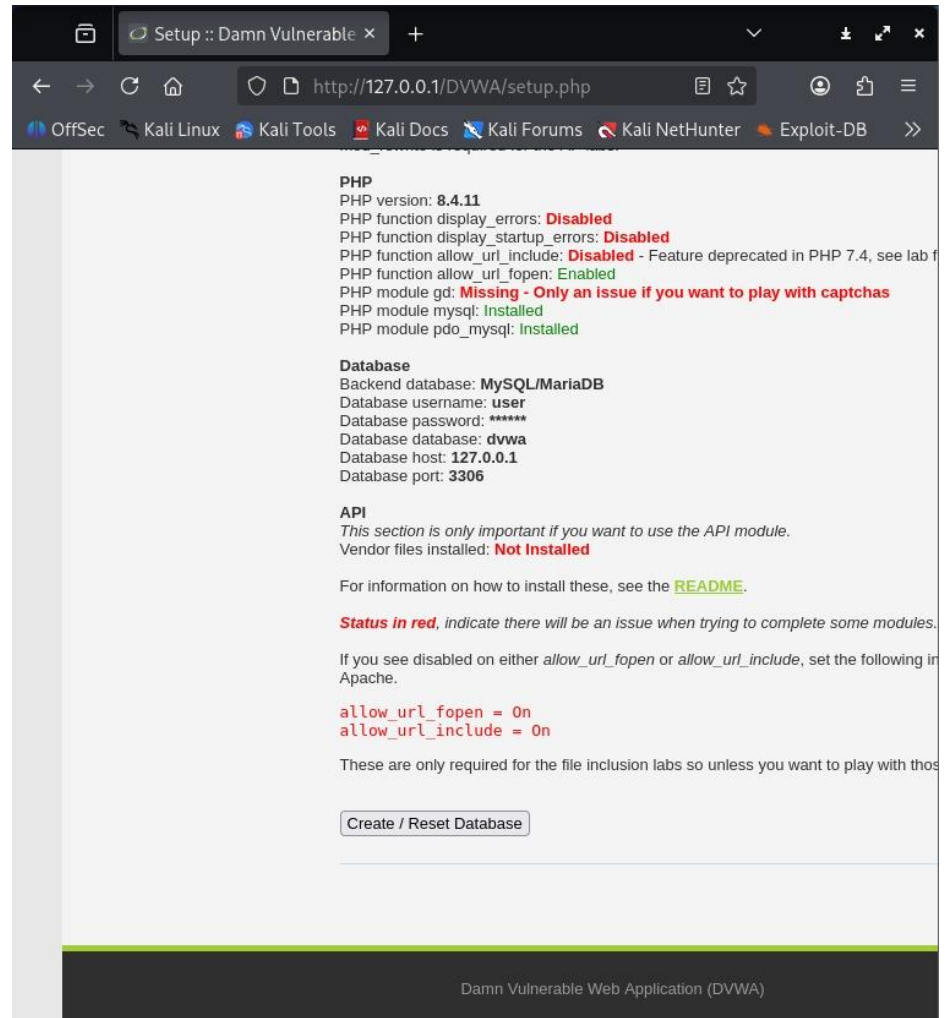 Setup :: Damn Vulnerable
http://127.0.0.1/DVWA/setup.php
OffSec Kali Linux Kali Tools Kali Docs Kali Forums Kali NetHunter Exploit-DB
PHP
PHP version: 8.4.11
PHP function display_errors: Disabled
PHP function display_startup_errors: Disabled
PHP function allow_url_include: Disabled - Feature deprecated in PHP 7.4, see lab f
PHP function allow_url_fopen: Enabled
PHP module gd: Missing - Only an issue if you want to play with captchas
PHP module mysql: Installed
PHP module pdo_mysql: Installed
Database
Backend database: MySQL/MariaDB
Database username: user
Database password: ******
Database database: dvwa
Database host: 127.0.0.1
Database port: 3306
API
This section is only important if you want to use the API module.
Vendor files installed: Not Installed
For information on how to install these, see the README.
Status in red, indicate there will be an issue when trying to complete some modules.
If you see disabled on either allow_url_fopen or allow_url_include, set the following in
Apache.
allow_url_fopen = On
allow_url_include = On
These are only required for the file inclusion labs so unless you want to play with thos
Create / Reset Database
Damn Vulnerable Web Application (DVWA)